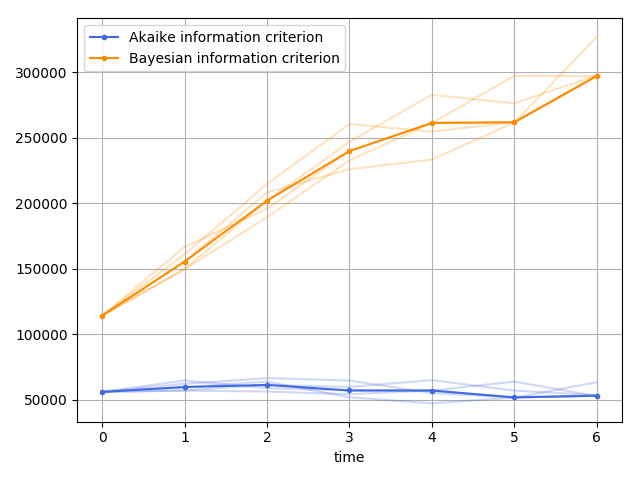 Akaike information criterion
Bayesian information criterion
300000
250000
200000
150000
100000
50000
0 1 2 3 4 5 6
time